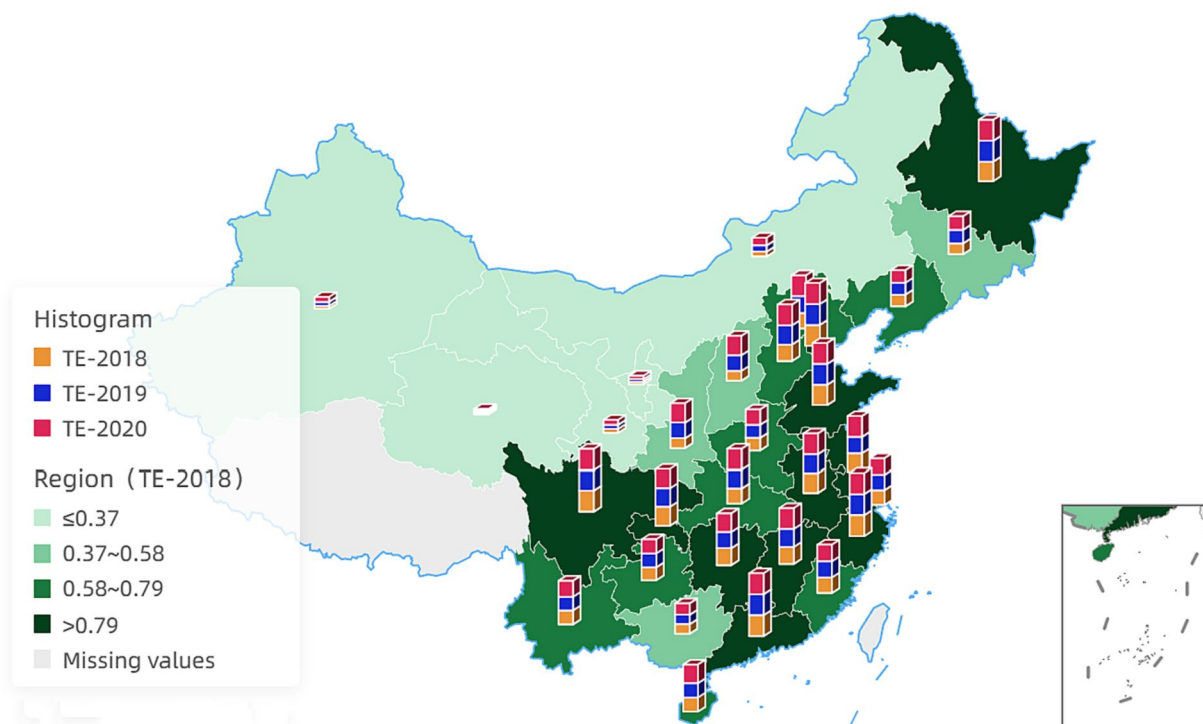 Histogram
TE-2018
TE-2019
TE-2020
Region（TE-2018）
≤0.37
0.37~0.58
0.58~0.79
>0.79
Missing values